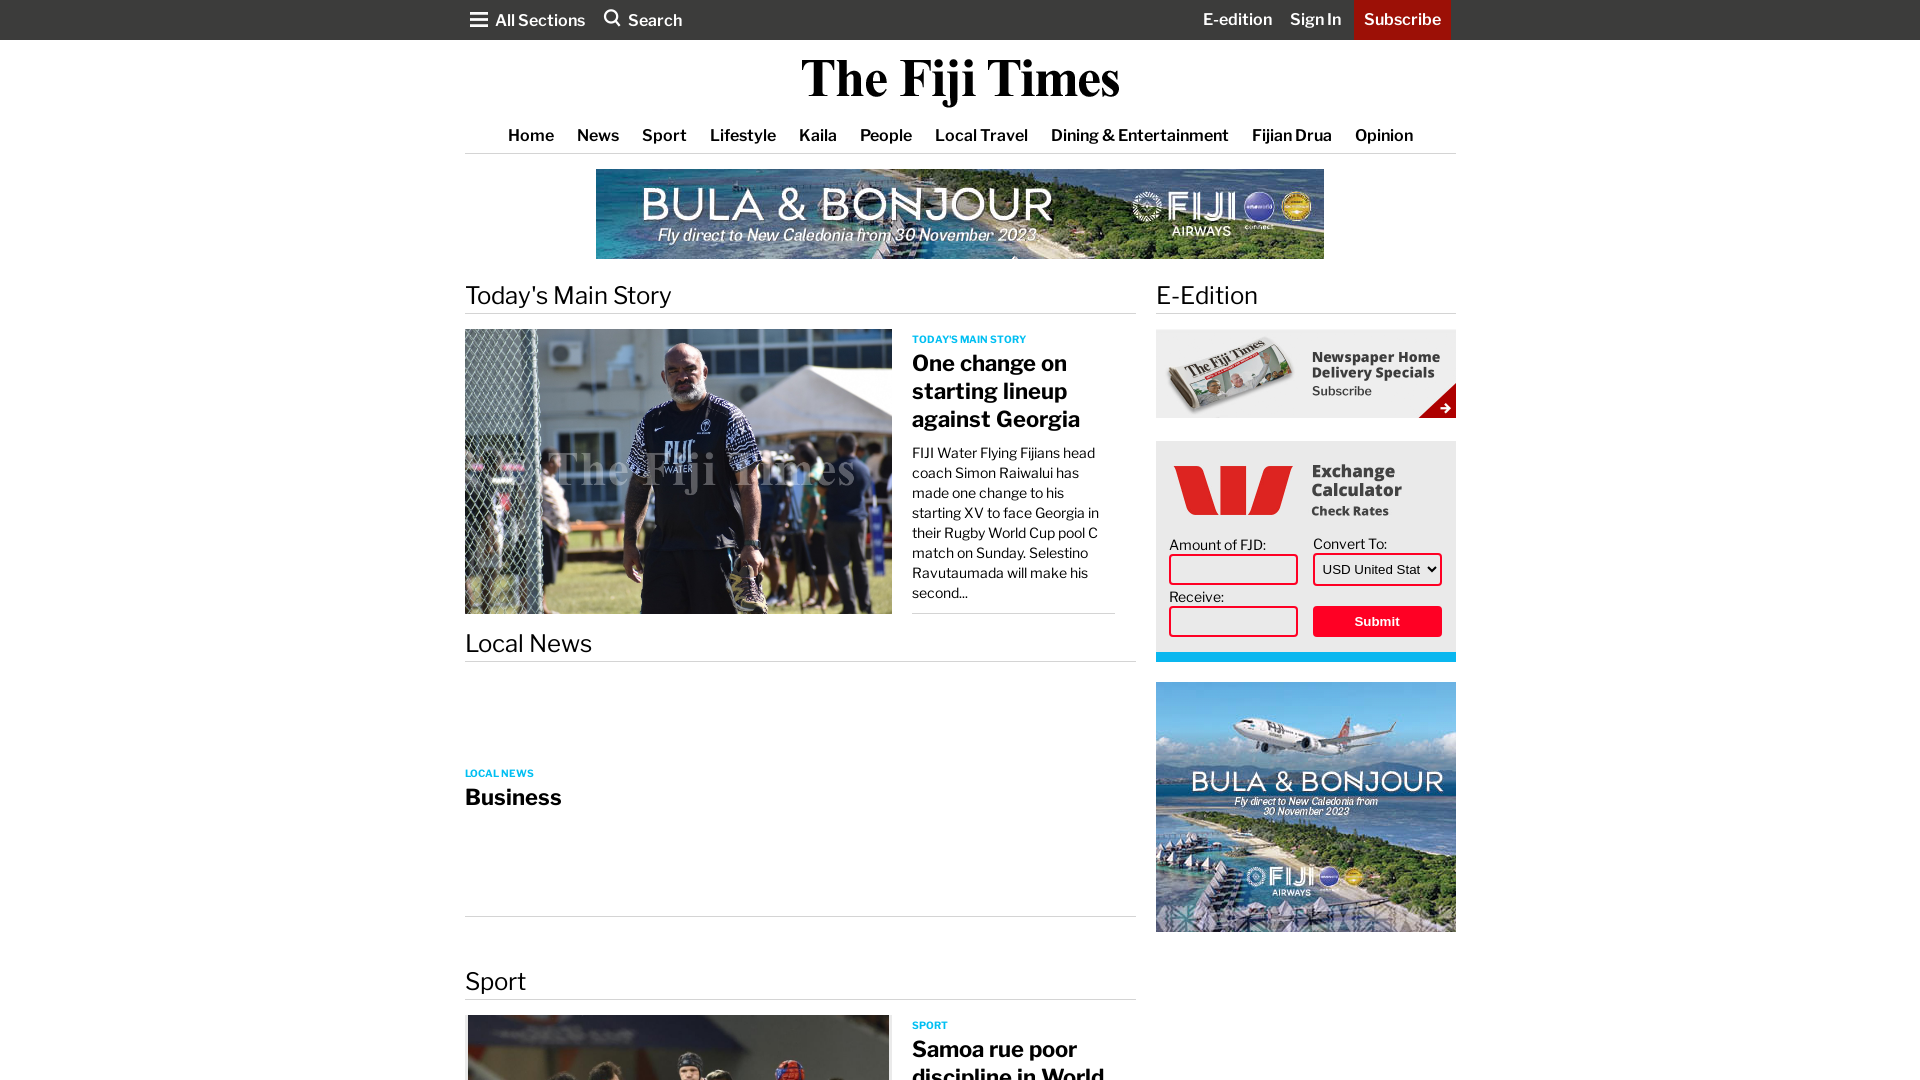 All Sections
Search
E-edition
Sign In
Subscribe
The Fiji Times
Home
News
Sport
Lifestyle
Kaila
People
Local Travel
Dining & Entertainment
Fijian Drua
Opinion
BULA & BONJOUR
Fly direct to New Caledonia from 30 November 2023
FIJI
AIRWAYS
Today's Main Story
E-Edition
FIJI
WATER
The Fiji Times
TODAY'S MAIN STORY
One change on
starting lineup
against Georgia
FIJI Water Flying Fijians head
coach Simon Raiwalui has
made one change to his
starting XV to face Georgia in
their Rugby World Cup pool C
match on Sunday. Selestino
Ravutaumada will make his
second...
The Fiji Times
Newspaper Home
Delivery Specials
Subscribe
Exchange
Calculator
Check Rates
Amount of FJD:
Convert To:
USD United Stat
Receive:
Submit
Local News
LOCAL NEWS
Business
BULA & BONJOUR
Fly direct to New Caledonia from
30 November 2023
FIJI
AIRWAYS
Sport
SPORT
Samoa rue poor
discipline in World